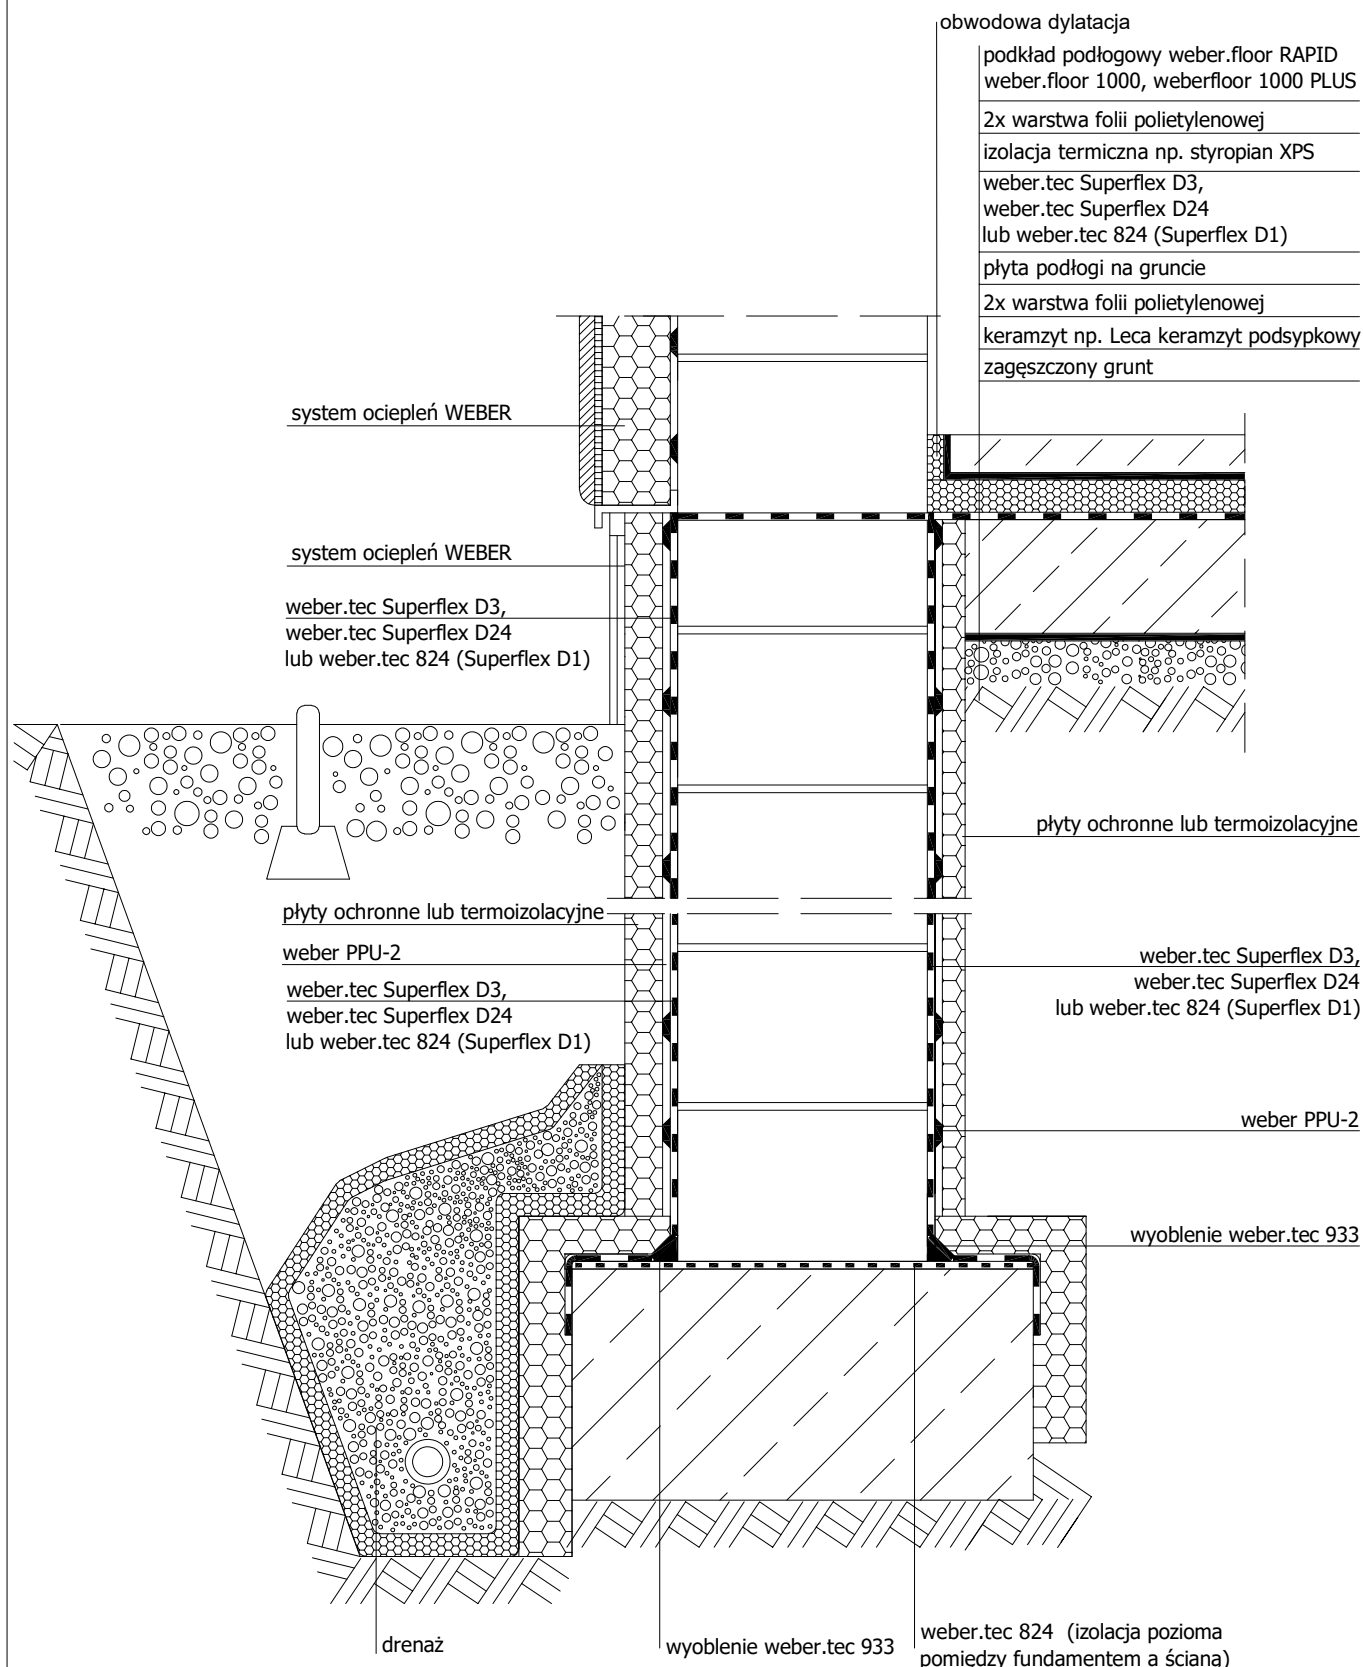 obwodowa dylatacja
podkład podłogowy weber.floor RAPID
weber.floor 1000, weberfloor 1000 PLUS
2x warstwa folii polietylenowej
izolacja termiczna np. styropian XPS
weber.tec Superflex D3,
weber.tec Superflex D24
lub weber.tec 824 (Superflex D1)
płyta podłogi na gruncie
2x warstwa folii polietylenowej
keramzyt np. Leca keramzyt podsypkowy
zagęszczony grunt
system ociepleń WEBER
system ociepleń WEBER
weber.tec Superflex D3,
weber.tec Superflex D24
lub weber.tec 824 (Superflex D1)
płyty ochronne lub termoizolacyjne
płyty ochronne lub termoizolacyjne
weber PPU-2
weber.tec Superflex D3,
weber.tec Superflex D24
lub weber.tec 824 (Superflex D1)
weber.tec Superflex D3,
weber.tec Superflex D24
lub weber.tec 824 (Superflex D1)
weber PPU-2
wyoblenie weber.tec 933
drenaż
wyoblenie weber.tec 933
weber.tec 824 (izolacja pozioma
pomiędzy fundamentem a ścianą)